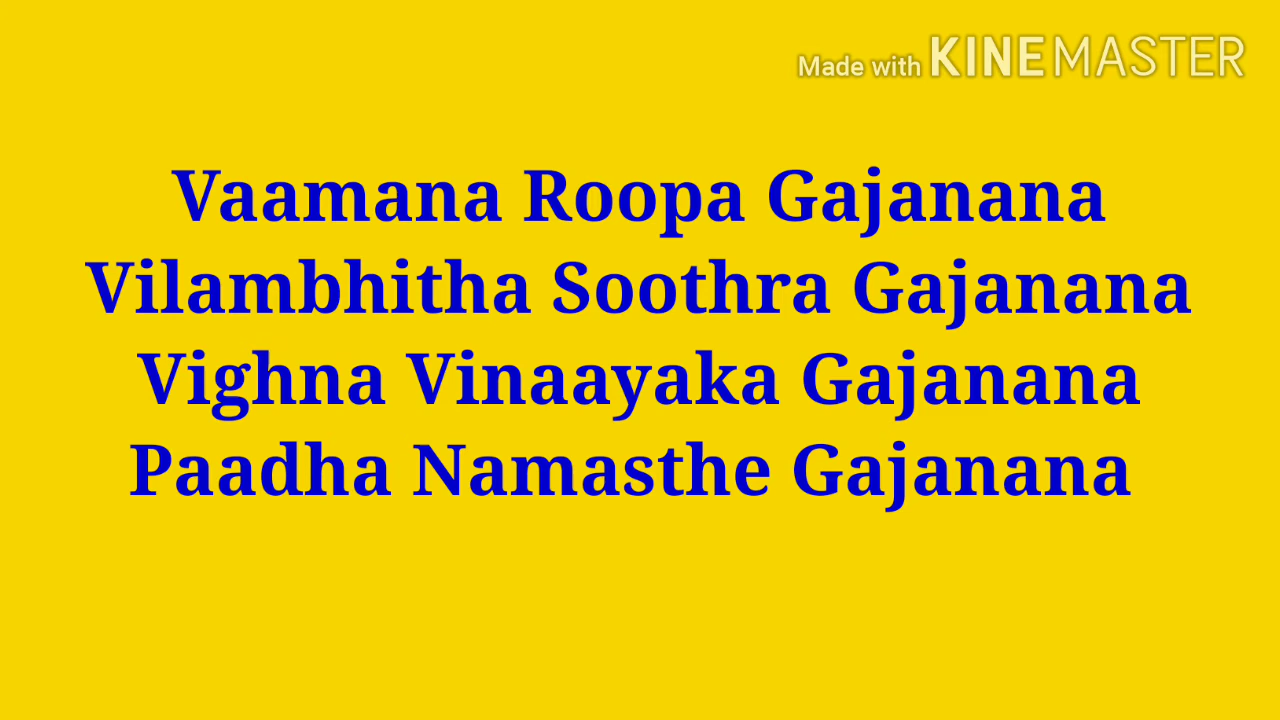 Made with KINEMASTER
Vaamana Roopa Gajanana
Vilambhitha Soothra Gajanana
Vighna Vinaayaka Gajanana
Paadha Namasthe Gajanana